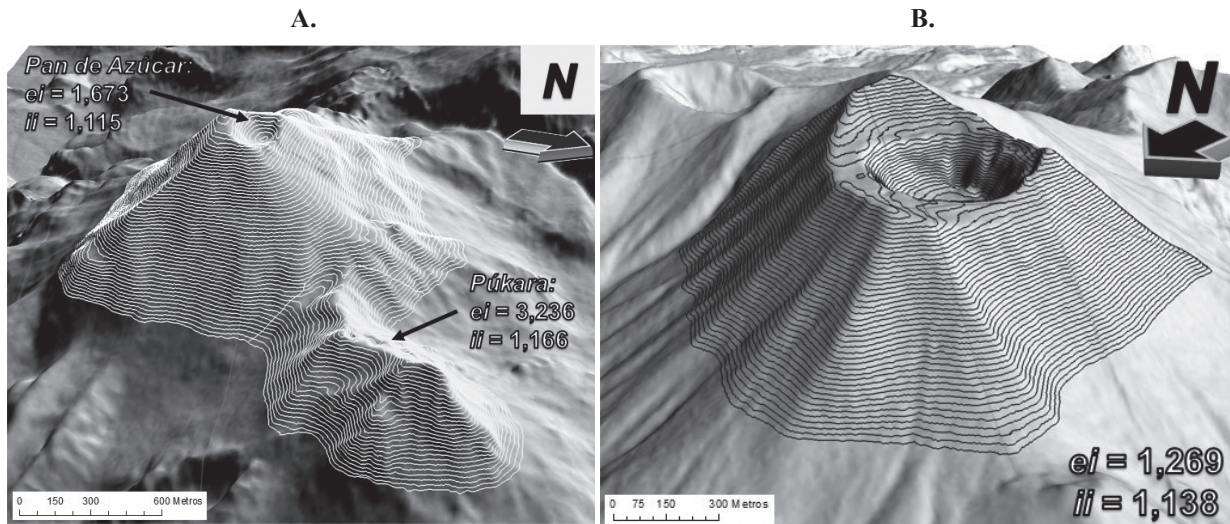 A.
Pan de Azúcar:
ei = 1,673
ii = 1,115
N
Púkara:
ei = 3,236
ii = 1,166
0 150 300 600 Metros
B.
N
ei = 1,269
ii = 1,138
0 75 150 300 Metros